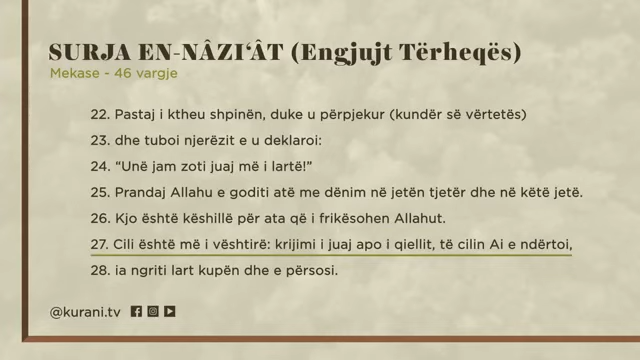 SURJA EN-NÂZI‘ÂT (Engjujt Tërheqës)
Mekase - 46 vargje
22. Pastaj i ktheu shpinën, duke u përpjekur (kundër së vërtetës)
23. dhe tuboi njerëzit e u deklaroi:
24. “Unë jam zoti juaj më i lartë!”
25. Prandaj Allahu e goditi atë me dënim në jetën tjetër dhe në këtë jetë.
26. Kjo është këshillë për ata që i frikësohen Allahut.
27. Cili është më i vështirë: krijimi i juaj apo i qiellit, të cilin Ai e ndërtoi,
28. ia ngriti lart kupën dhe e përsosi.
@kurani.tv